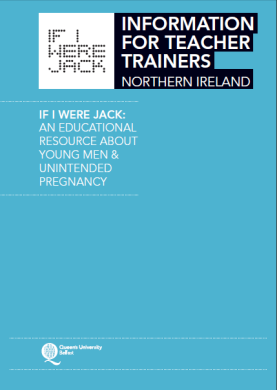 IF I
WERE
JACK
INFORMATION
FOR TEACHER
TRAINERS
NORTHERN IRELAND
IF I WERE JACK:
AN EDUCATIONAL
RESOURCE ABOUT
YOUNG MEN &
UNINTENDED
PREGNANCY
Queen's University
Belfast